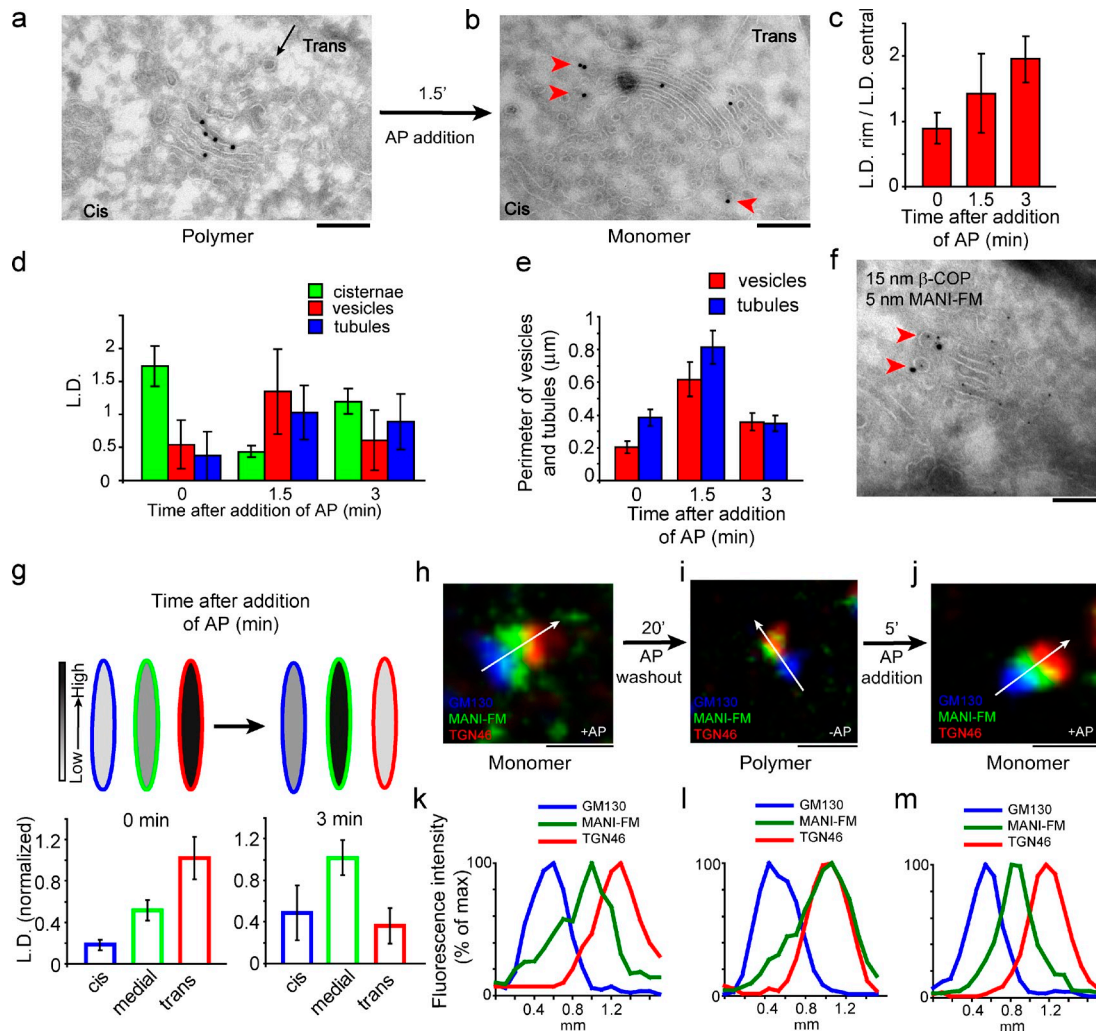 a
Trans
Cis
Polymer
1.5'
AP addition
b
Trans
Cis
Monomer
c
L.D. rim / L.D. central
2
1
0
0 1.5 3
Time after addition
of AP (min)
d
cisternae
vesicles
tubules
L.D.
2
1.5
1
0.5
0
0 1.5 3
Time after addition of AP (min)
e
vesicles
tubules
Perimeter of vesicles
and tubules (µm)
1
0.8
0.6
0.4
0.2
0
0 1.5 3
Time after addition
of AP (min)
f
15 nm β-COP
5 nm MANI-FM
g
Time after addition
of AP (min)
High
Low
0 min
3 min
L.D. (normalized)
1.2
0.8
0.4
0
cis medial trans
1.2
0.8
0.4
0
cis medial trans
h
GM130
MANI-FM
TGN46
+AP
Monomer
20'
AP
washout
i
GM130
MANI-FM
TGN46
-AP
Polymer
5'
AP
addition
j
GM130
MANI-FM
TGN46
+AP
Monomer
k
GM130
MANI-FM
TGN46
Fluorescence intensity
(% of max)
100
0
0.4 0.8 1.2
mm
l
GM130
MANI-FM
TGN46
100
0
0.4 0.8 1.2
mm
m
GM130
MANI-FM
TGN46
100
0
0.4 0.8 1.2
mm